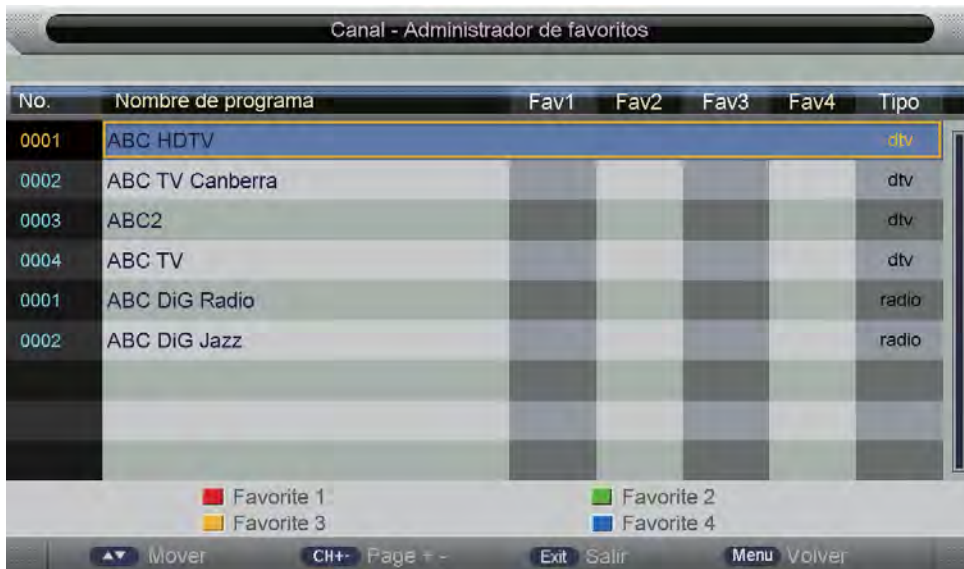 Canal - Administrador de favoritos
No. Nombre de programa Fav1 Fav2 Fav3 Fav4 Tipo
0001 ABC HDTV dtv
0002 ABC TV Canberra dtv
0003 ABC2 dtv
0004 ABC TV dtv
0001 ABC DiG Radio radio
0002 ABC DiG Jazz radio
Favorite 1 Favorite 2
Favorite 3 Favorite 4
▲▼ Mover CH+- Page + - Exit Salir Menu Volver